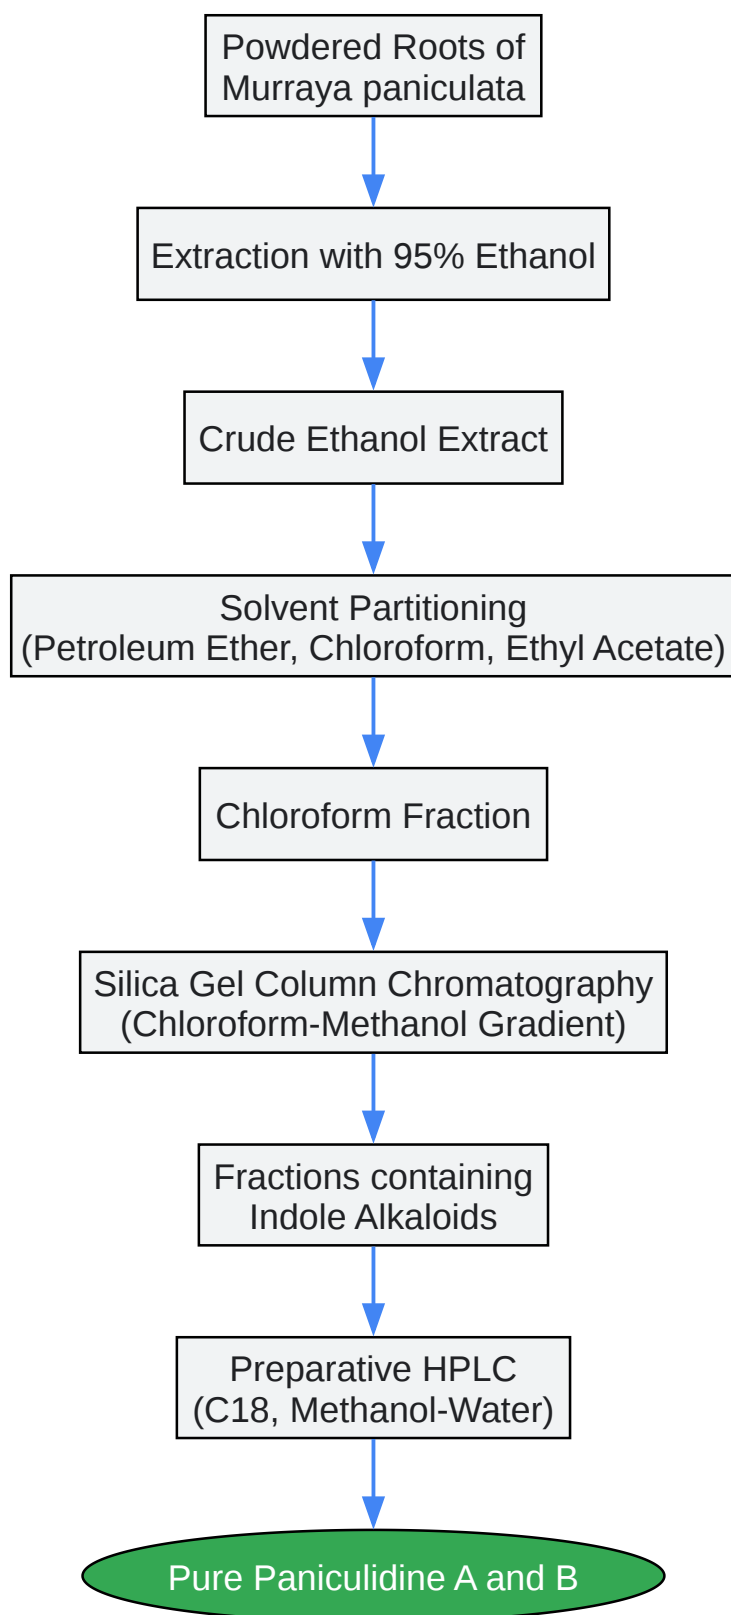 Powdered Roots of
Murraya paniculata
Extraction with 95% Ethanol
Crude Ethanol Extract
Solvent Partitioning
(Petroleum Ether, Chloroform, Ethyl Acetate)
Chloroform Fraction
Silica Gel Column Chromatography
(Chloroform-Methanol Gradient)
Fractions containing
Indole Alkaloids
Preparative HPLC
(C18, Methanol-Water)
Pure Paniculidine A and B